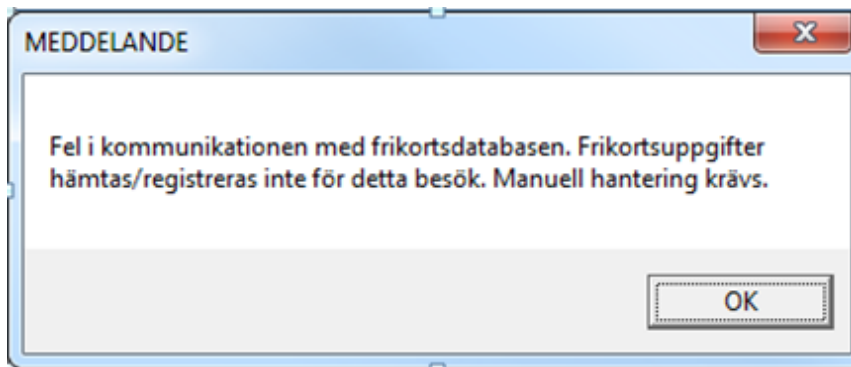 MEDDELANDE
Fel i kommunikationen med frikortsdatabasen. Frikortsuppgifter
hämtas/registreras inte för detta besök. Manuell hantering krävs.
OK